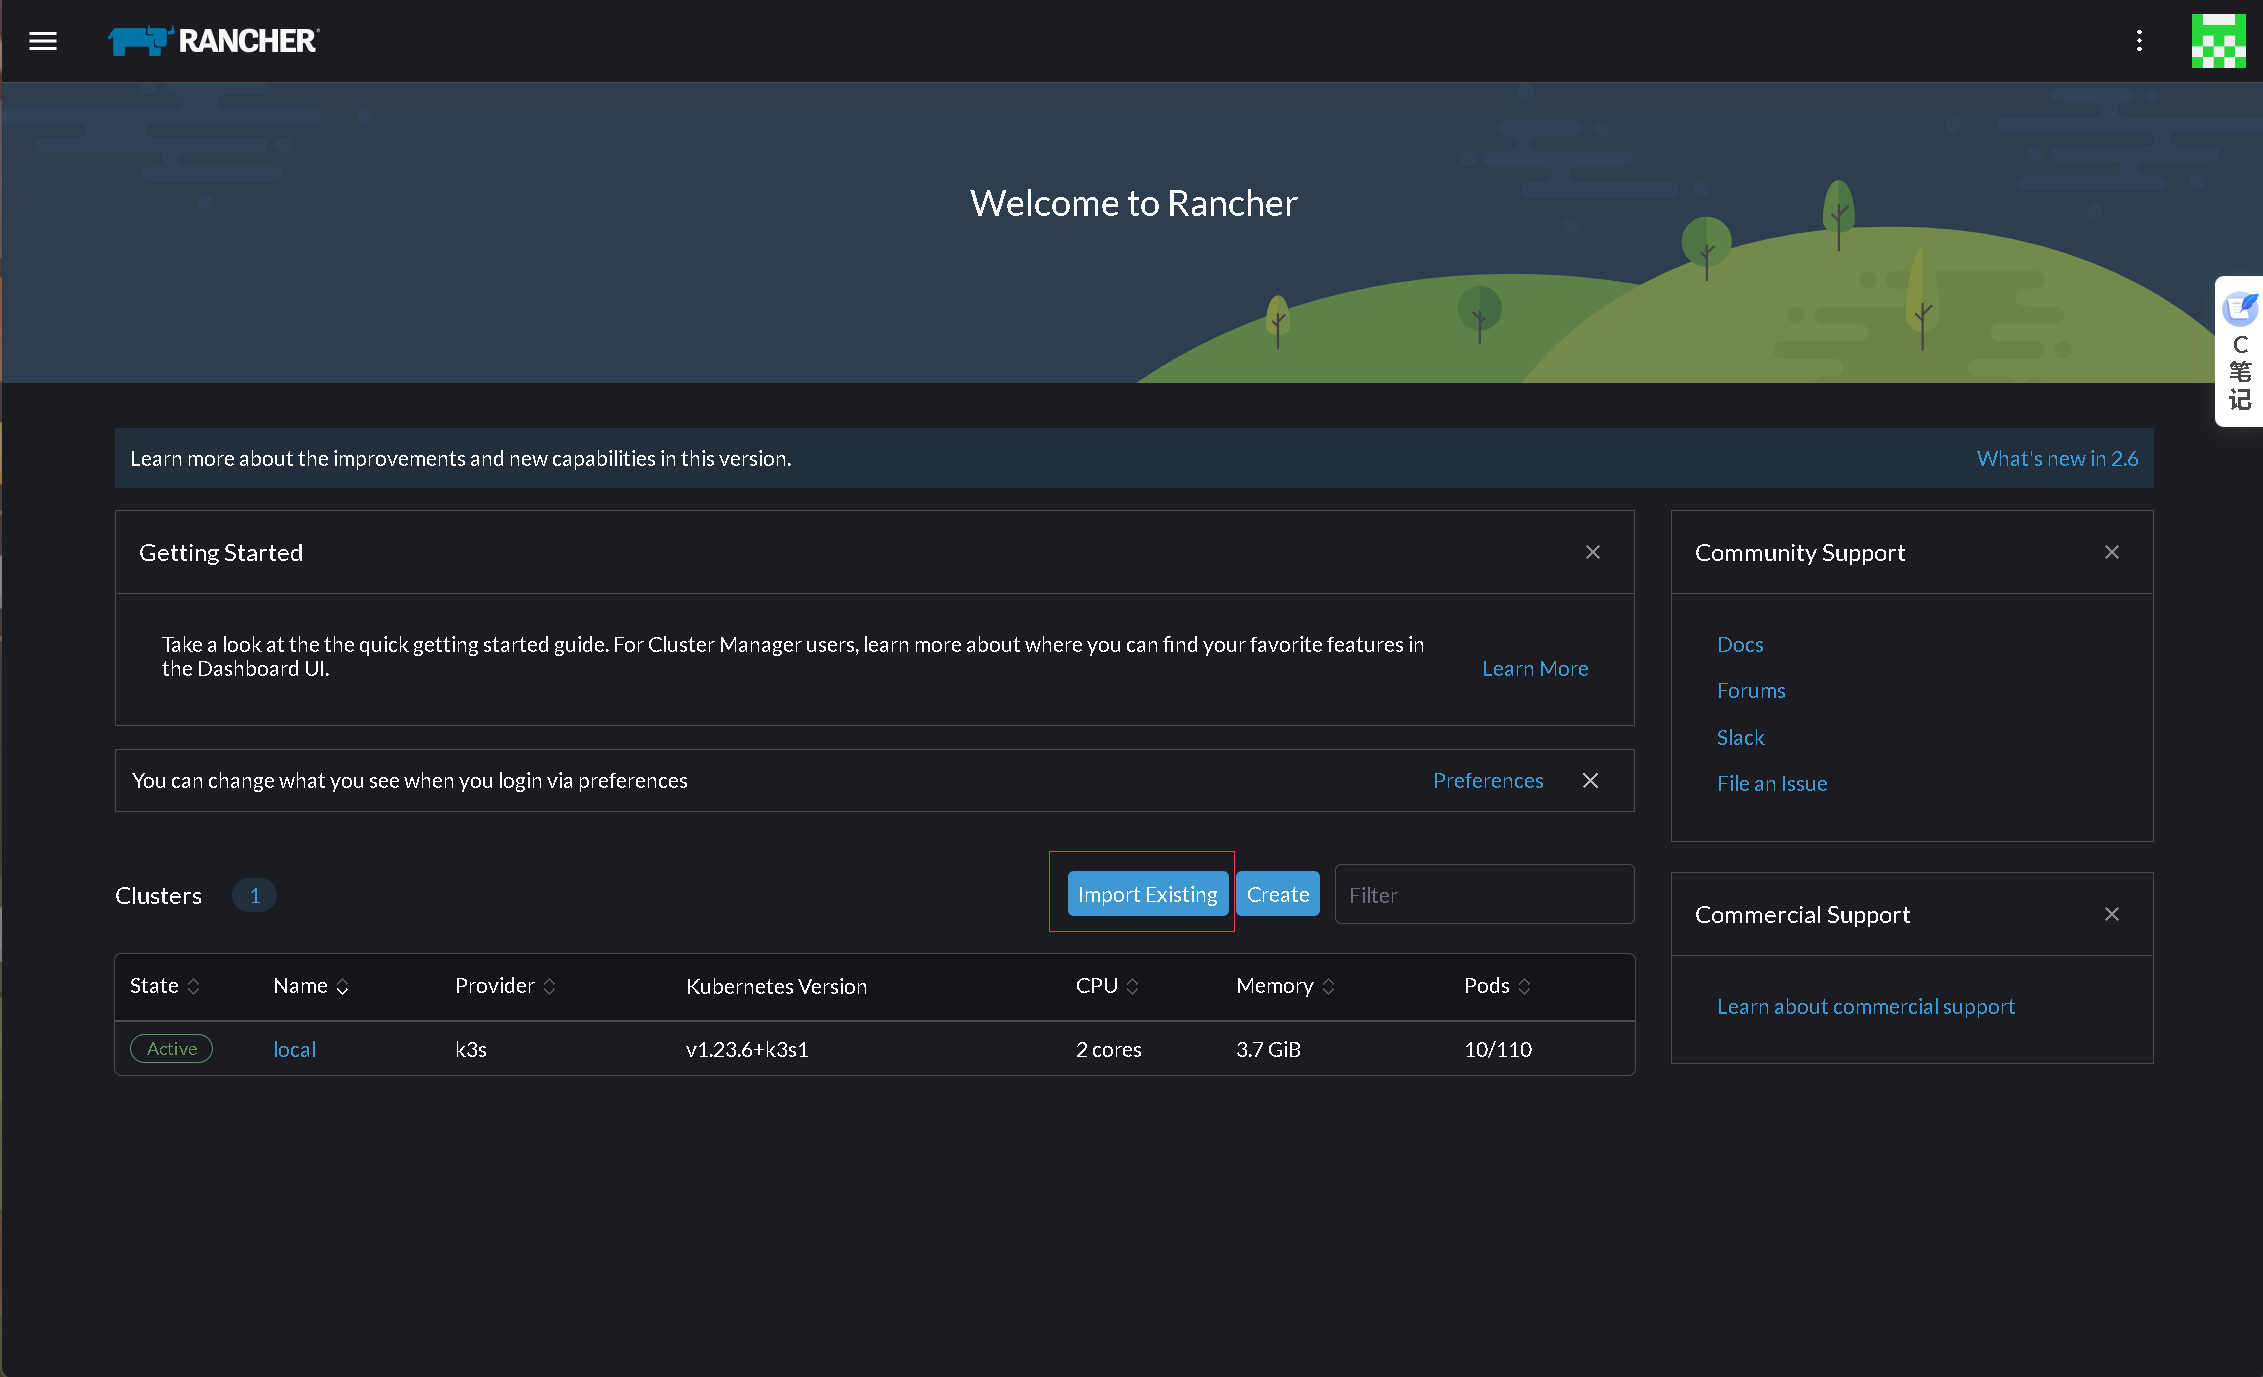 RANCHER
Welcome to Rancher
C
笔
记
Learn more about the improvements and new capabilities in this version.
What's new in 2.6
Getting Started
Take a look at the the quick getting started guide. For Cluster Manager users, learn more about where you can find your favorite features in
the Dashboard UI.
Learn More
You can change what you see when you login via preferences
Preferences
Community Support
Docs
Forums
Slack
File an Issue
Clusters 1
Import Existing
Create
Filter
State Name Provider Kubernetes Version CPU Memory Pods
Active local k3s v1.23.6+k3s1 2 cores 3.7 GiB 10/110
Commercial Support
Learn about commercial support